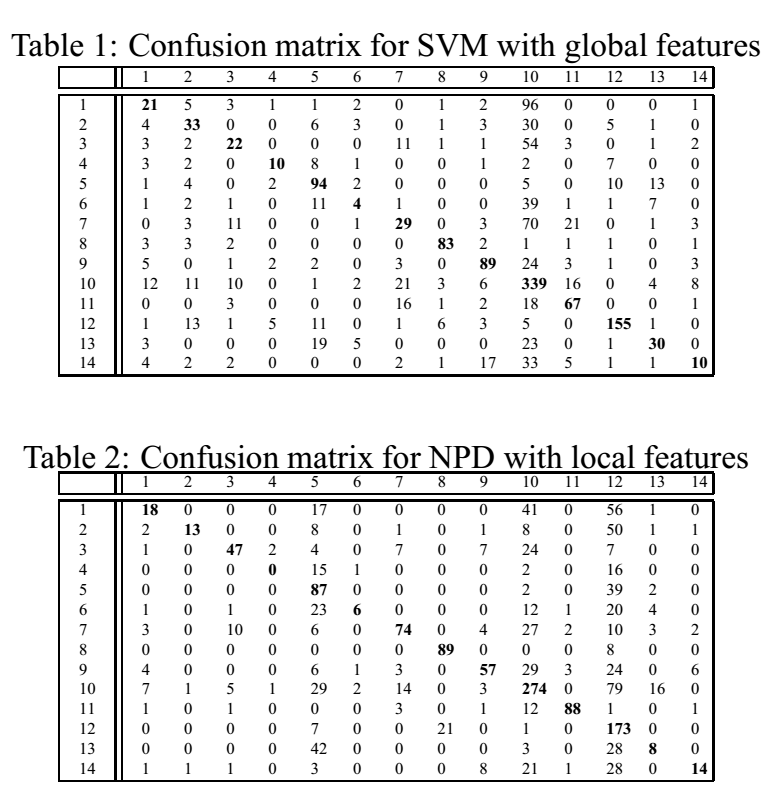 Table 1: Confusion matrix for SVM with global features
1 2 3 4 5 6 7 8 9 10 11 12 13 14
1 21 5 3 1 1 2 0 1 2 96 0 0 0 1
2 4 33 0 0 6 3 0 1 3 30 0 5 1 0
3 3 2 22 0 0 0 11 1 1 54 3 0 1 2
4 3 2 0 10 8 1 0 0 1 2 0 7 0 0
5 1 4 0 2 94 2 0 0 0 5 0 10 13 0
6 1 2 1 0 11 4 1 0 0 39 1 1 7 0
7 0 3 11 0 0 1 29 0 3 70 21 0 1 3
8 3 3 2 0 0 0 0 83 2 1 1 1 0 1
9 5 0 1 2 2 0 3 0 89 24 3 1 0 3
10 12 11 10 0 1 2 21 3 6 339 16 0 4 8
11 0 0 3 0 0 0 16 1 2 18 67 0 0 1
12 1 13 1 5 11 0 1 6 3 5 0 155 1 0
13 3 0 0 0 19 5 0 0 0 23 0 1 30 0
14 4 2 2 0 0 0 2 1 17 33 5 1 1 10
Table 2: Confusion matrix for NPD with local features
1 2 3 4 5 6 7 8 9 10 11 12 13 14
1 18 0 0 0 17 0 0 0 0 41 0 56 1 0
2 2 13 0 0 8 0 1 0 1 8 0 50 1 1
3 1 0 47 2 4 0 7 0 7 24 0 7 0 0
4 0 0 0 0 15 1 0 0 0 2 0 16 0 0
5 0 0 0 0 87 0 0 0 0 2 0 39 2 0
6 1 0 1 0 23 6 0 0 0 12 1 20 4 0
7 3 0 10 0 6 0 74 0 4 27 2 10 3 2
8 0 0 0 0 0 0 0 89 0 0 0 8 0 0
9 4 0 0 0 6 1 3 0 57 29 3 24 0 6
10 7 1 5 1 29 2 14 0 3 274 0 79 16 0
11 1 0 1 0 0 0 3 0 1 12 88 1 0 1
12 0 0 0 0 7 0 0 21 0 1 0 173 0 0
13 0 0 0 0 42 0 0 0 0 3 0 28 8 0
14 1 1 1 0 3 0 0 0 8 21 1 28 0 14